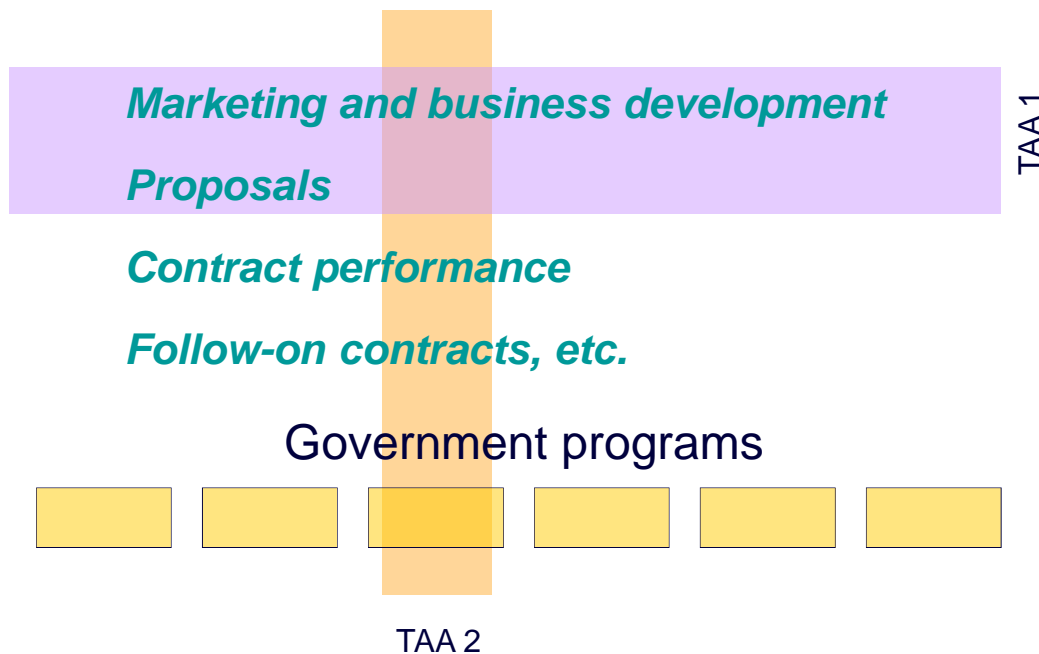 Marketing and business development
TAA 1
Proposals
Contract performance
Follow-on contracts, etc.
Government programs
TAA 2